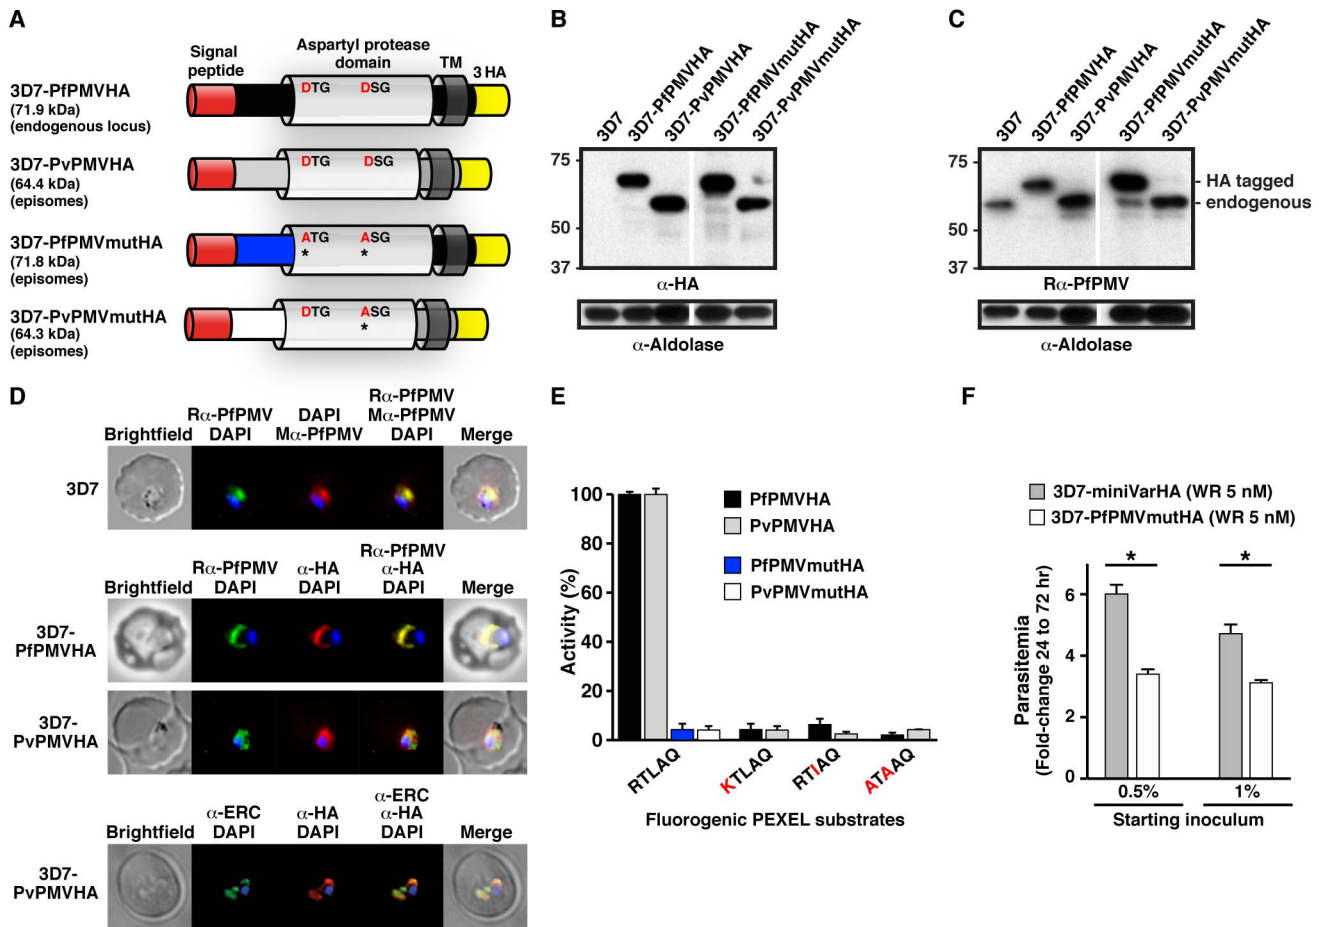 A
Signal
peptide
Aspartyl protease
domain
TM
3 HA
3D7-PfPMVHA
(71.9 kDa)
(endogenous locus)
DTG
DSG
3D7-PvPMVHA
(64.4 kDa)
(episomes)
DTG
DSG
3D7-PfPMVmutHA
(71.8 kDa)
(episomes)
ATG
*
ASG
*
3D7-PvPMVmutHA
(64.3 kDa)
(episomes)
DTG
ASG
*
B
3D7
3D7-PfPMVHA
3D7-PvPMVHA
3D7-PfPMVmutHA
3D7-PvPMVmutHA
75
50
37
α-HA
α-Aldolase
C
3D7
3D7-PfPMVHA
3D7-PvPMVHA
3D7-PfPMVmutHA
3D7-PvPMVmutHA
75
50
37
- HA tagged
- endogenous
Rα-PfPMV
α-Aldolase
D
Brightfield
Rα-PfPMV
DAPI
DAPI
Mα-PfPMV
Rα-PfPMV
Mα-PfPMV
DAPI
Merge
3D7
Brightfield
Rα-PfPMV
DAPI
α-HA
DAPI
Rα-PfPMV
α-HA
DAPI
Merge
3D7-
PfPMVHA
3D7-
PvPMVHA
Brightfield
α-ERC
DAPI
α-HA
DAPI
α-ERC
α-HA
DAPI
Merge
3D7-
PvPMVHA
E
Activity (%)
100
80
60
40
20
0
PfPMVHA
PvPMVHA
PfPMVmutHA
PvPMVmutHA
RTLAQ
KTLAQ
RTIAQ
ATAAQ
Fluorogenic PEXEL substrates
F
3D7-miniVarHA (WR 5 nM)
3D7-PfPMVmutHA (WR 5 nM)
Parasitemia
(Fold-change 24 to 72 hr)
6
4
2
0
*
*
0.5%
1%
Starting inoculum